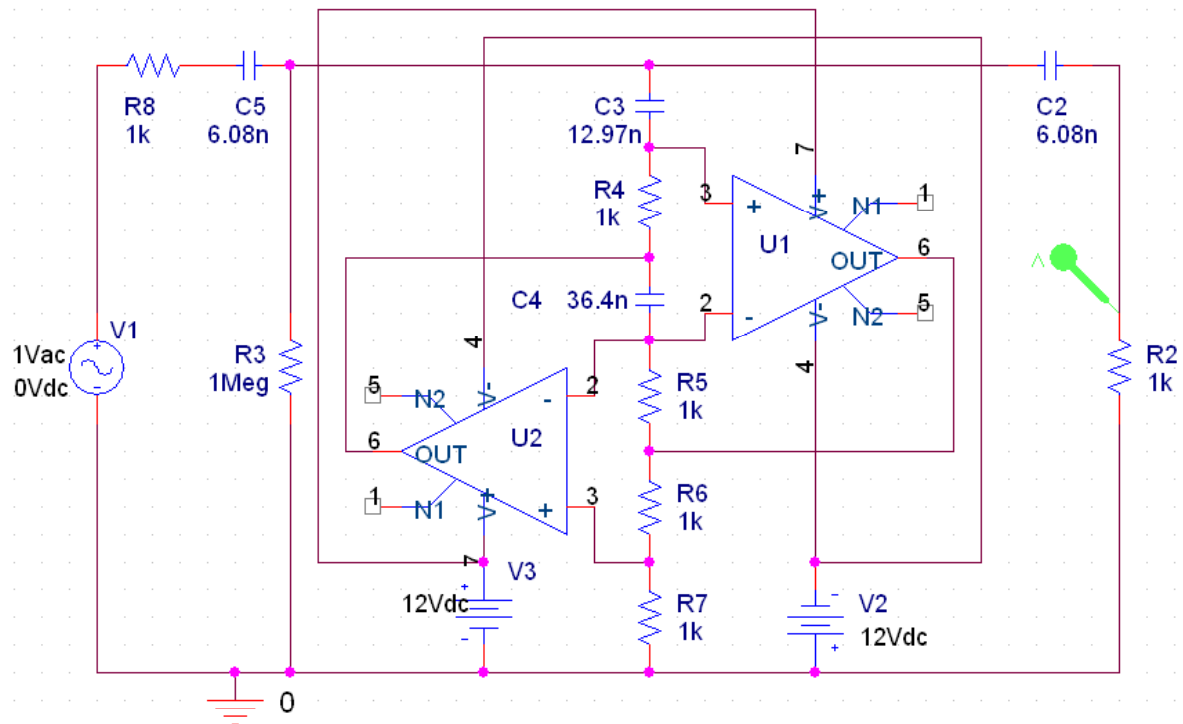 R8
1k
C5
6.08n
C3
12.97n
C2
6.08n
R4
1k
7
3
+
V+
N1
1
U1
OUT
6
2
-
V-
N2
5
4
C4
36.4n
V1
1Vac
0Vdc
+
-
R3
1Meg
4
5
N2
V-
-
2
R5
1k
6
OUT
U2
1
N1
V+
+
3
R6
1k
7
V3
12Vdc
+
-
R7
1k
V2
12Vdc
-
+
R2
1k
0